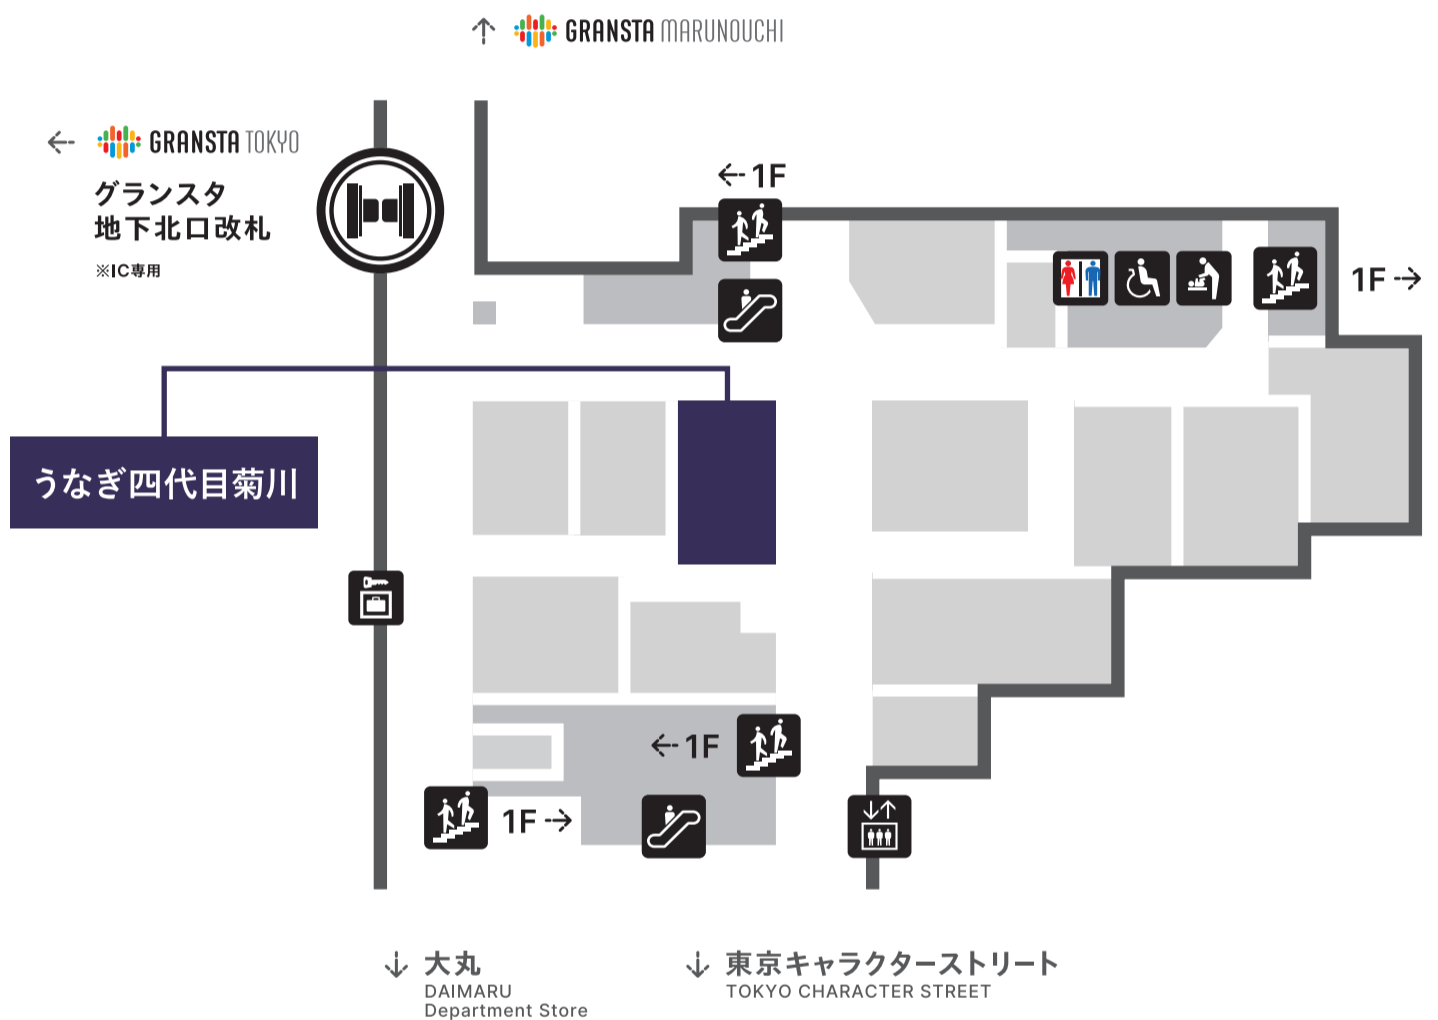 ↑ GRANSTA MARUNOUCHI
← GRANSTA TOKYO
グランスタ
地下北口改札
※IC専用
←1F
1F→
うなぎ四代目菊川
←1F
1F→
↓ 大丸
DAIMARU
Department Store
↓ 東京キャラクターストリート
TOKYO CHARACTER STREET